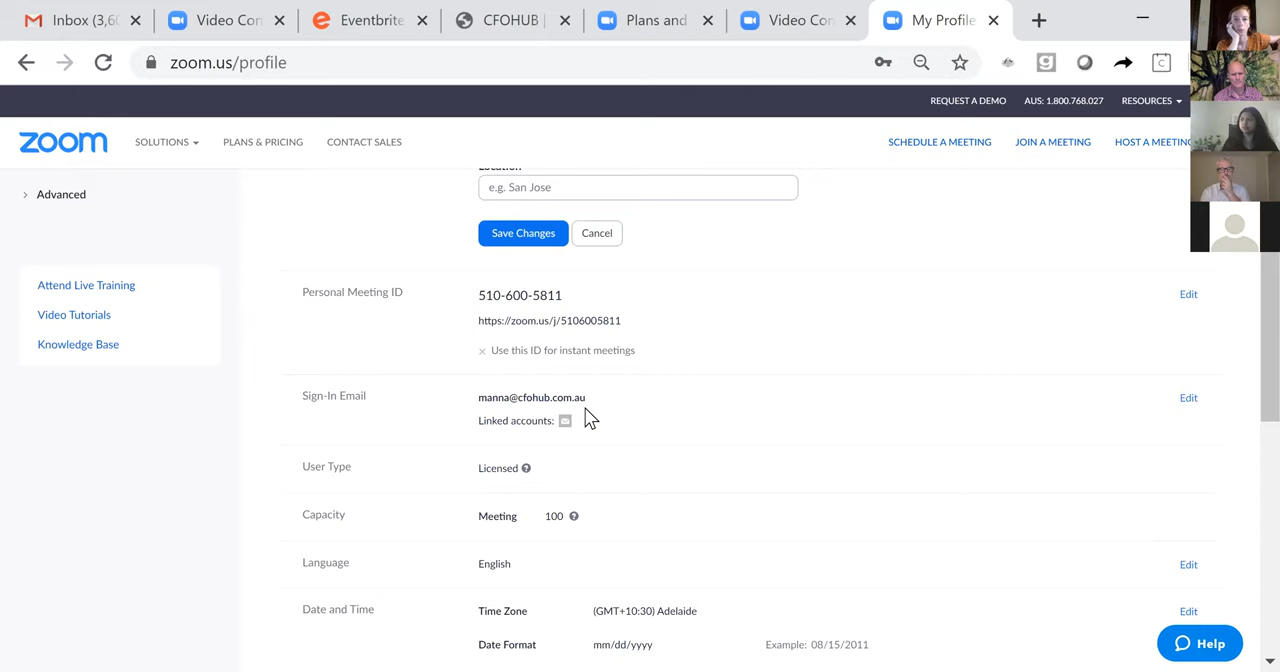 Inbox (3,60 Video Con Eventbrite CFOHUB | Plans and Video Con My Profile
zoom.us/profile
REQUEST A DEMO AUS: 1.800.768.027 RESOURCES
zoom SOLUTIONS PLANS & PRICING CONTACT SALES SCHEDULE A MEETING JOIN A MEETING HOST A MEETING
Location
Advanced
e.g. San Jose
Save Changes Cancel
Attend Live Training
Video Tutorials
Knowledge Base
Personal Meeting ID 510-600-5811 Edit
https://zoom.us/j/5106005811
Use this ID for instant meetings
Sign-In Email manna@cfohub.com.au Edit
Linked accounts:
User Type Licensed
Capacity Meeting 100
Language English Edit
Date and Time Time Zone (GMT+10:30) Adelaide Edit
Date Format mm/dd/yyyy Example: 08/15/2011
Help